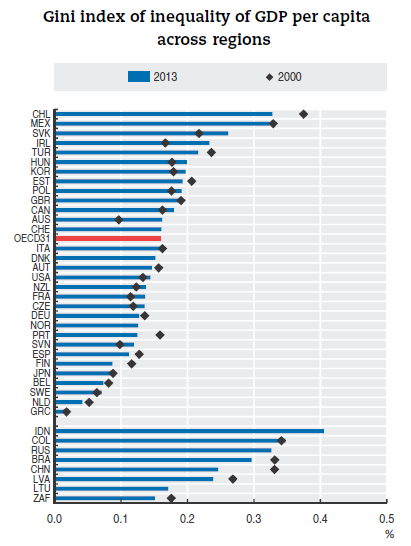 Gini index of inequality of GDP per capita
across regions
2013 2000
CHL
MEX
SVK
IRL
TUR
HUN
KOR
EST
POL
GBR
CAN
AUS
CHE
OECD31
ITA
DNK
AUT
USA
NZL
FRA
CZE
DEU
NOR
PRT
SVN
ESP
FIN
JPN
BEL
SWE
NLD
GRC
IDN
COL
RUS
BRA
CHN
LVA
LTU
ZAF
0.0 0.1 0.2 0.3 0.4 0.5
%